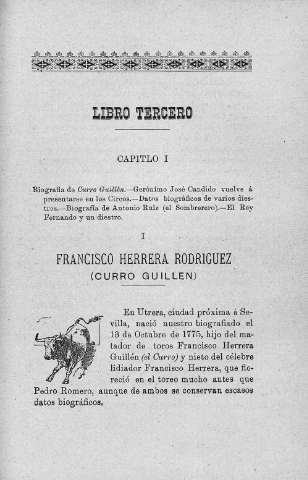 LIBRO TERCERO
CAPITLO I
Biografía de Curro Guillén.—Gerónimo José Candido vuelve á
presentarse en los Circos.—Datos biográficos de varios dies-
tros.—Biografía de Antonio Ruiz (el Sombrerero).—El Rey
Fernando y un diestro.
I
FRANCISCO HERRERA RODRIGUEZ
(CURRO GUILLEN)
En Utrera, ciudad próxima á Se-
villa, nació nuestro biografiado el
13 de Octubre de 1775, hijo del ma-
tador de toros Francisco Herrera
Guillén (el Curro) y nieto del célebre
lidiador Francisco Herrera, que flo-
reció en el toreo mucho antes que
Pedro Romero, aunque de ambos se conservan escasos
datos biográficos.